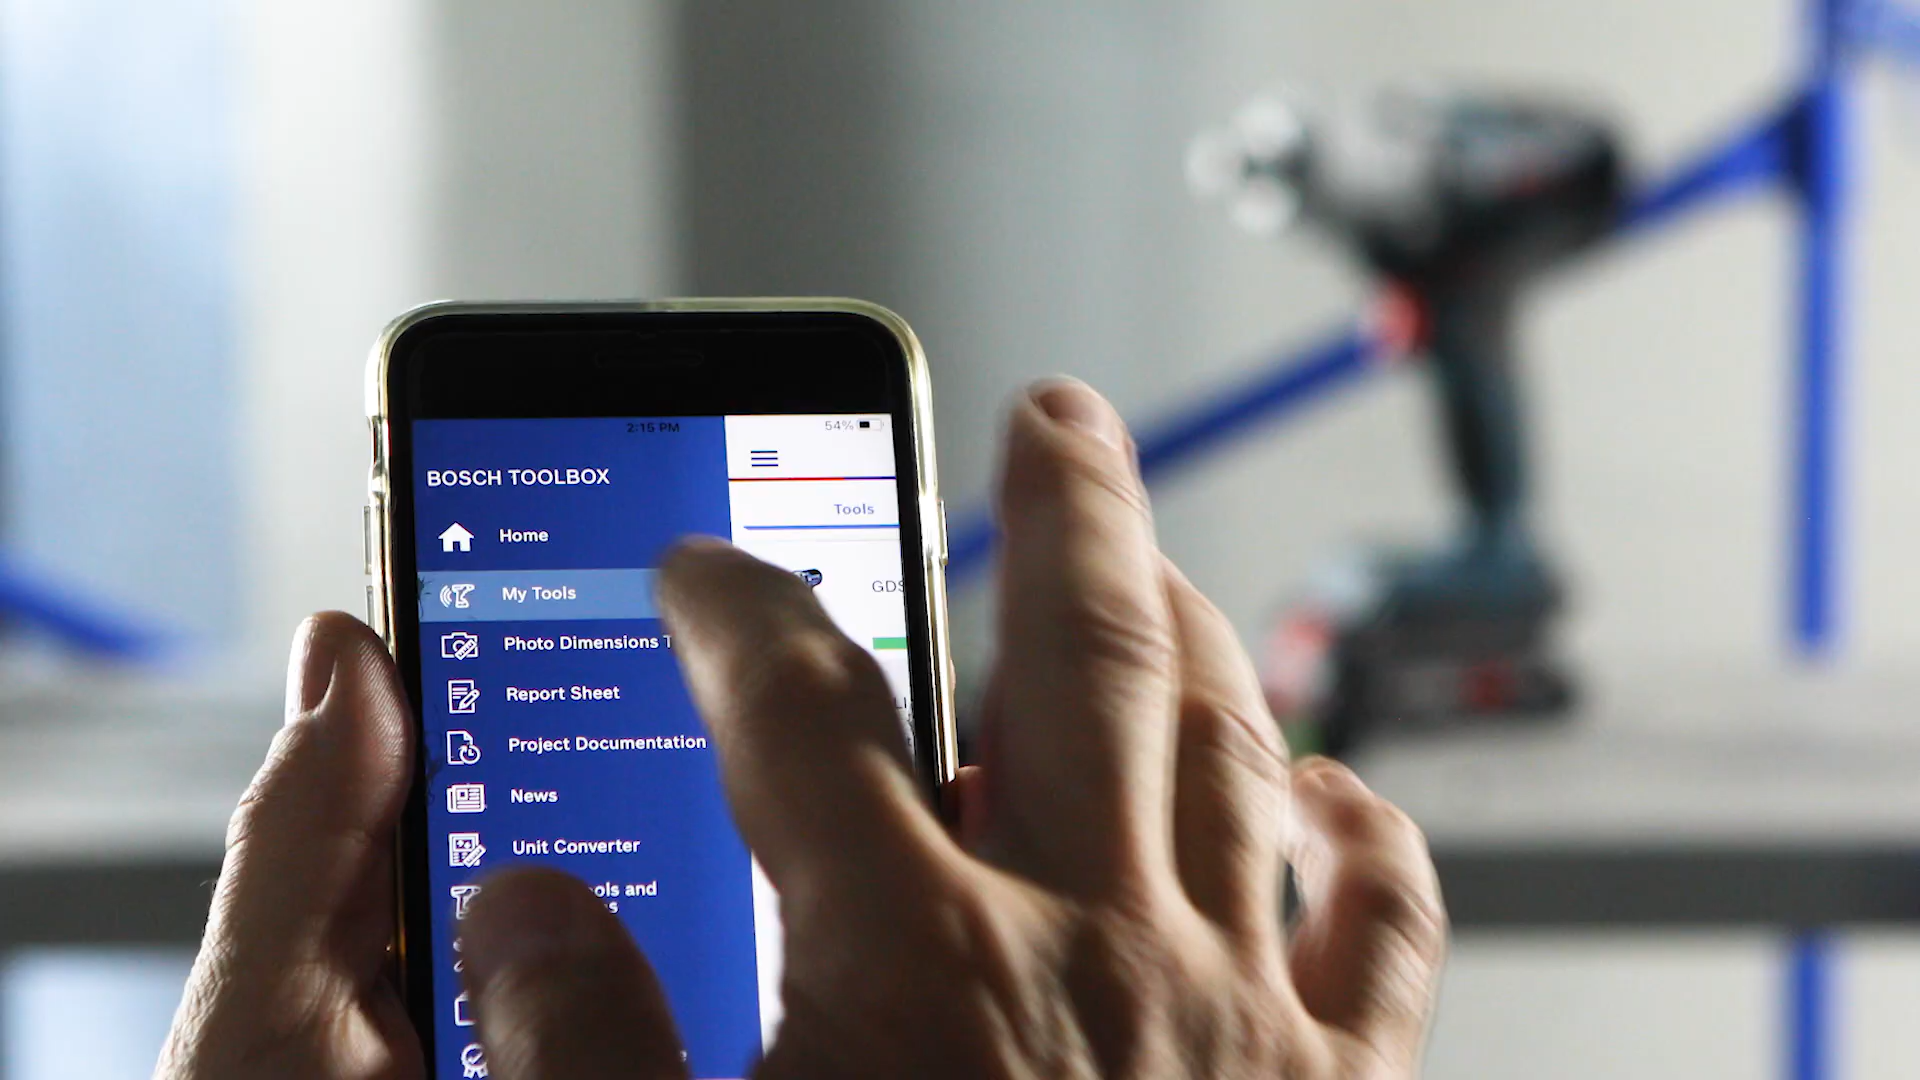 2:15 PM
54%
BOSCH TOOLBOX
Home
Tools
My Tools
GDS
Photo Dimensions T
Report Sheet
Project Documentation
News
Unit Converter
and